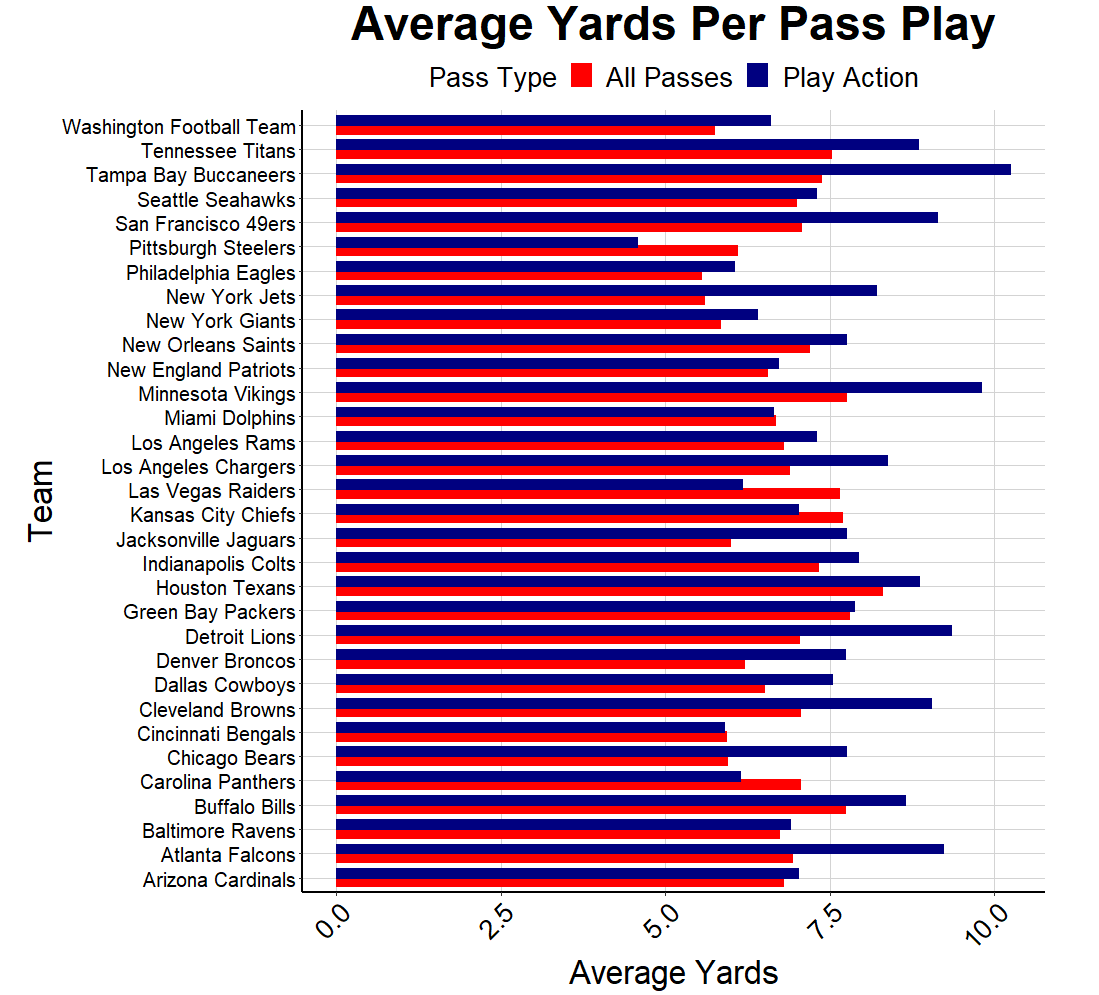 Average Yards Per Pass Play
Pass Type All Passes Play Action
Washington Football Team
Tennessee Titans
Tampa Bay Buccaneers
Seattle Seahawks
San Francisco 49ers
Pittsburgh Steelers
Philadelphia Eagles
New York Jets
New York Giants
New Orleans Saints
New England Patriots
Minnesota Vikings
Miami Dolphins
Los Angeles Rams
Los Angeles Chargers
Las Vegas Raiders
Kansas City Chiefs
Jacksonville Jaguars
Indianapolis Colts
Houston Texans
Green Bay Packers
Detroit Lions
Denver Broncos
Dallas Cowboys
Cleveland Browns
Cincinnati Bengals
Chicago Bears
Carolina Panthers
Buffalo Bills
Baltimore Ravens
Atlanta Falcons
Arizona Cardinals
Team
0.0 2.5 5.0 7.5 10.0
Average Yards